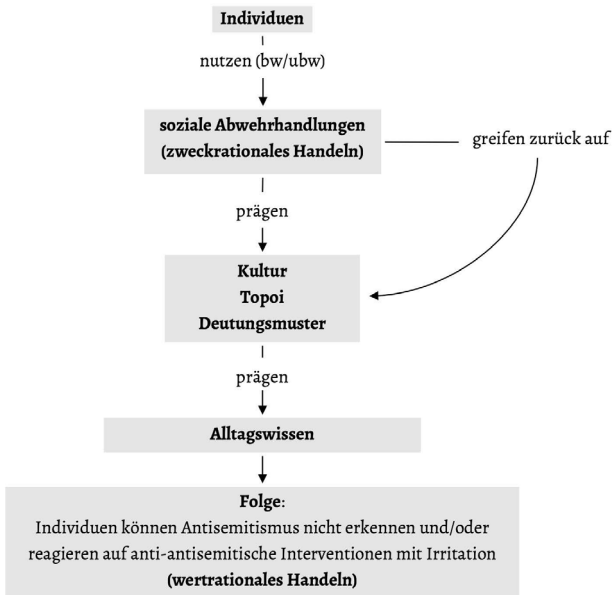 Individuen
nutzen (bw/ubw)
soziale Abwehrhandlungen
(zweckrationales Handeln)
greifen zurück auf
prägen
Kultur
Topoi
Deutungsmuster
prägen
Alltagswissen
Folge:
Individuen können Antisemitismus nicht erkennen und/oder
reagieren auf anti-antisemitische Interventionen mit Irritation
(wertrationales Handeln)